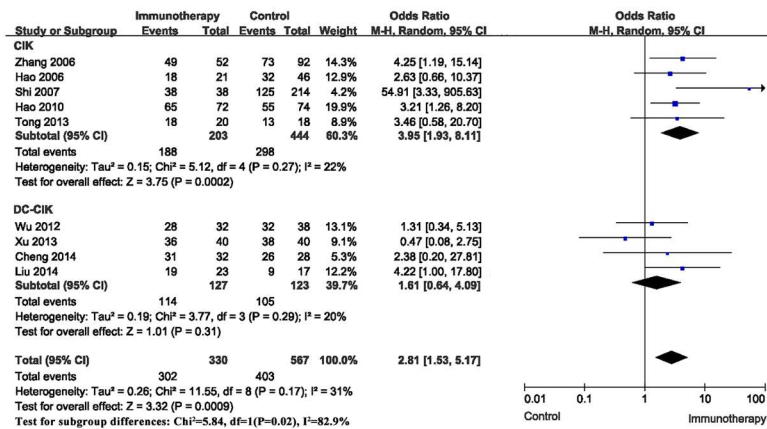 Immunotherapy Control Odds Ratio Odds Ratio
Study or Subgroup Events Total Events Total Weight M-H, Random, 95% CI M-H, Random, 95% CI
CIK
Zhang 2006 49 52 73 92 14.3% 4.25 [1.19, 15.14]
Hao 2006 18 21 32 46 12.9% 2.63 [0.66, 10.37]
Shi 2007 38 38 125 214 4.2% 54.91 [3.33, 905.63]
Hao 2010 65 72 55 74 19.9% 3.21 [1.26, 8.20]
Tong 2013 18 20 13 18 8.9% 3.46 [0.58, 20.70]
Subtotal (95% CI) 203 444 60.3% 3.95 [1.93, 8.11]
Total events 188 298
Heterogeneity: Tau² = 0.15; Chi² = 5.12, df = 4 (P = 0.27); I² = 22%
Test for overall effect: Z = 3.75 (P = 0.0002)
DC-CIK
Wu 2012 28 32 32 38 13.1% 1.31 [0.34, 5.13]
Xu 2013 36 40 38 40 9.1% 0.47 [0.08, 2.75]
Cheng 2014 31 32 26 28 5.3% 2.38 [0.20, 27.81]
Liu 2014 19 23 9 17 12.2% 4.22 [1.00, 17.80]
Subtotal (95% CI) 127 123 39.7% 1.61 [0.64, 4.09]
Total events 114 105
Heterogeneity: Tau² = 0.19; Chi² = 3.77, df = 3 (P = 0.29); I² = 20%
Test for overall effect: Z = 1.01 (P = 0.31)
Total (95% CI) 330 567 100.0% 2.81 [1.53, 5.17]
Total events 302 403
Heterogeneity: Tau² = 0.26; Chi² = 11.55, df = 8 (P = 0.17); I² = 31%
Test for overall effect: Z = 3.32 (P = 0.0009)
Test for subgroup differences: Chi²=5.84, df=1(P=0.02), I²=82.9%
0.01 0.1 1 10 100
Control Immunotherapy